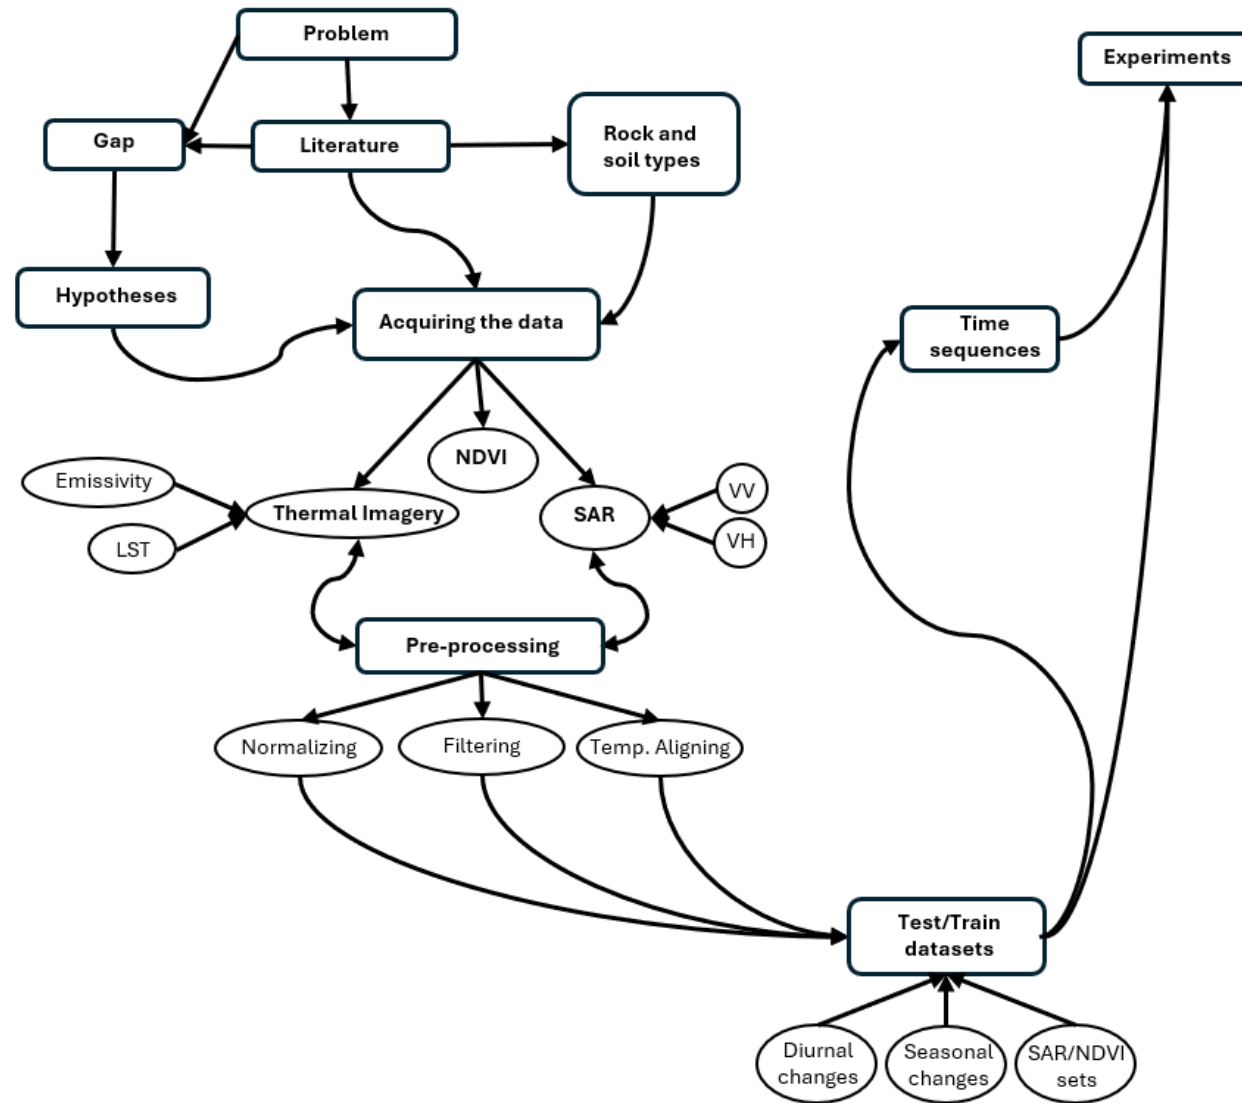 Problem
Experiments
Gap
Literature
Rock and
soil types
Hypotheses
Acquiring the data
Time
sequences
NDVI
Emissivity
Thermal Imagery
SAR
VV
LST
VH
Pre-processing
Normalizing
Filtering
Temp. Aligning
Test/Train
datasets
Diurnal
changes
Seasonal
changes
SAR/NDVI
sets